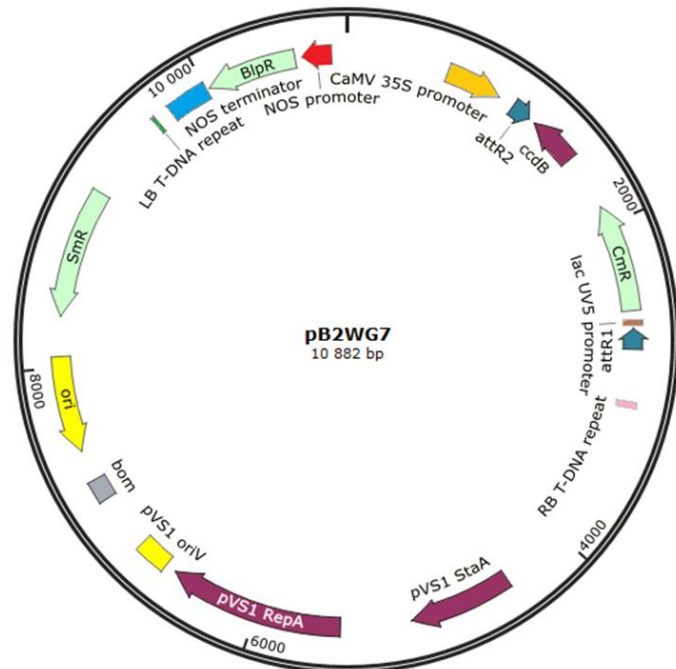 10 000
BlpR
CaMV 35S promoter
NOS promoter
NOS terminator
LB T-DNA repeat
attR2
ccdB
2000
CmR
SmR
lac UV5 promoter
attR1
pB2WG7
10 882 bp
8000
ori
RB T-DNA repeat
bom
pVS1 oriV
4000
pVS1 StaA
pVS1 RepA
6000